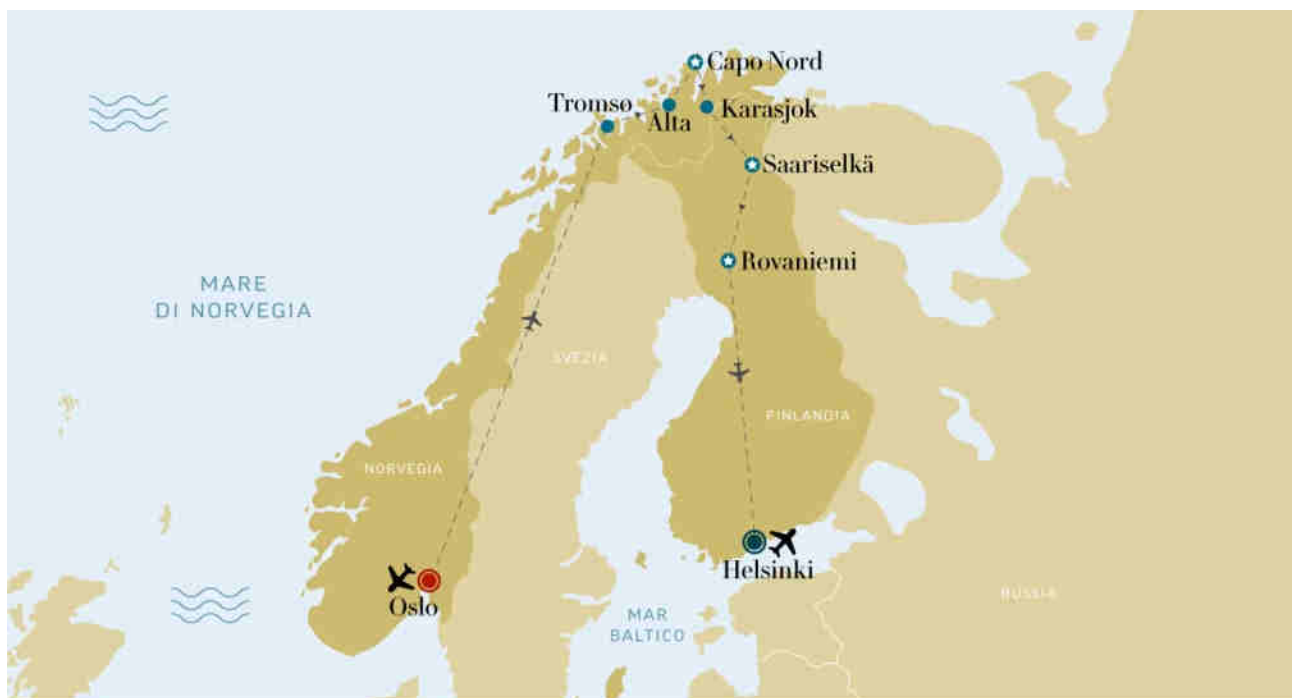 Capo Nord
Tromsø
Alta
Karasjok
Saariselkä
Rovaniemi
MARE
DI NORVEGIA
SVEZIA
FINLANDIA
NORVEGIA
Helsinki
Oslo
RUSSIA
MAR
BALTICO